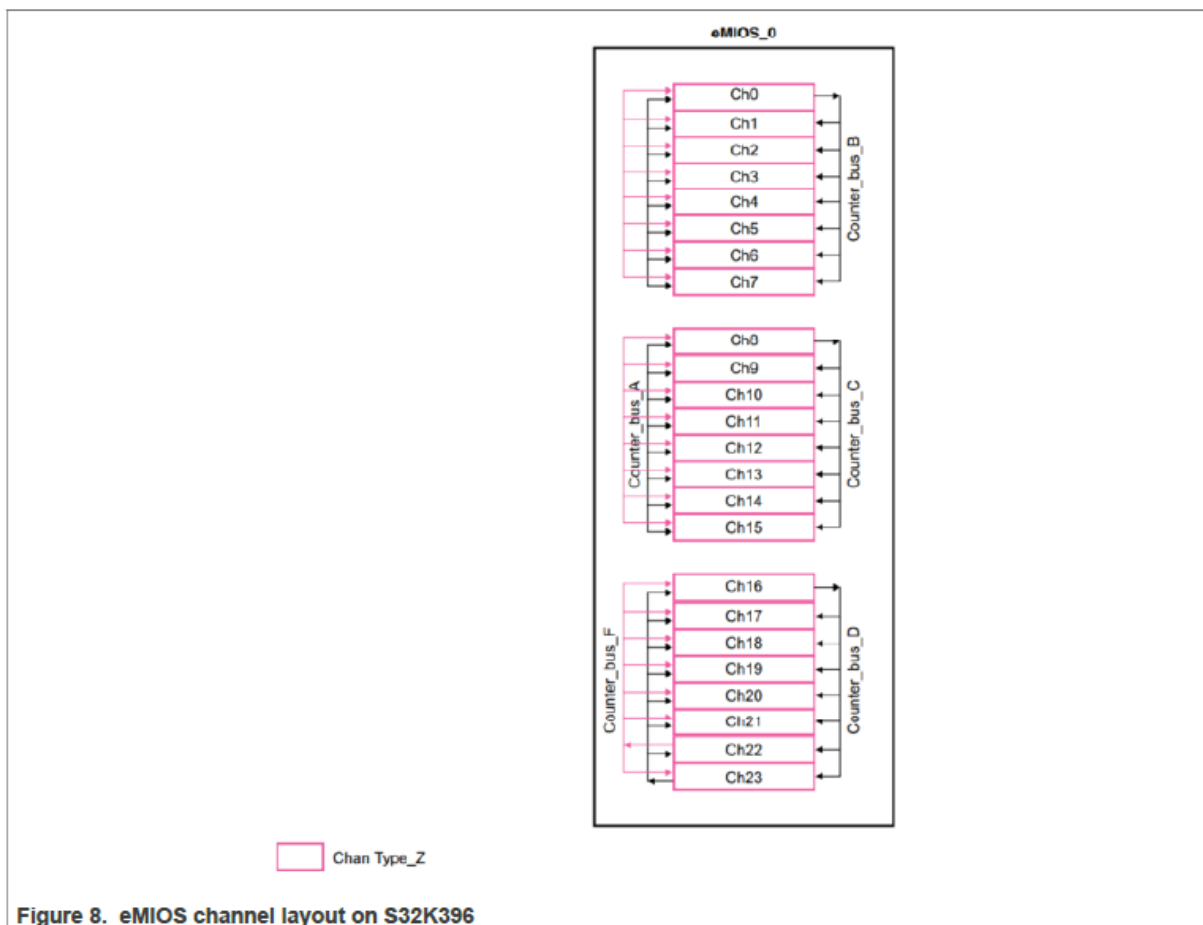 eMIOS_0
Ch0
Ch1
Ch2
Ch3
Ch4
Ch5
Ch6
Ch7
Counter_bus_B
Ch8
Ch9
Ch10
Ch11
Ch12
Ch13
Ch14
Ch15
Counter_bus_A
Counter_bus_C
Ch16
Ch17
Ch18
Ch19
Ch20
Ch21
Ch22
Ch23
Counter_bus_F
Counter_bus_D
Chan Type_Z
Figure 8. eMIOS channel layout on S32K396